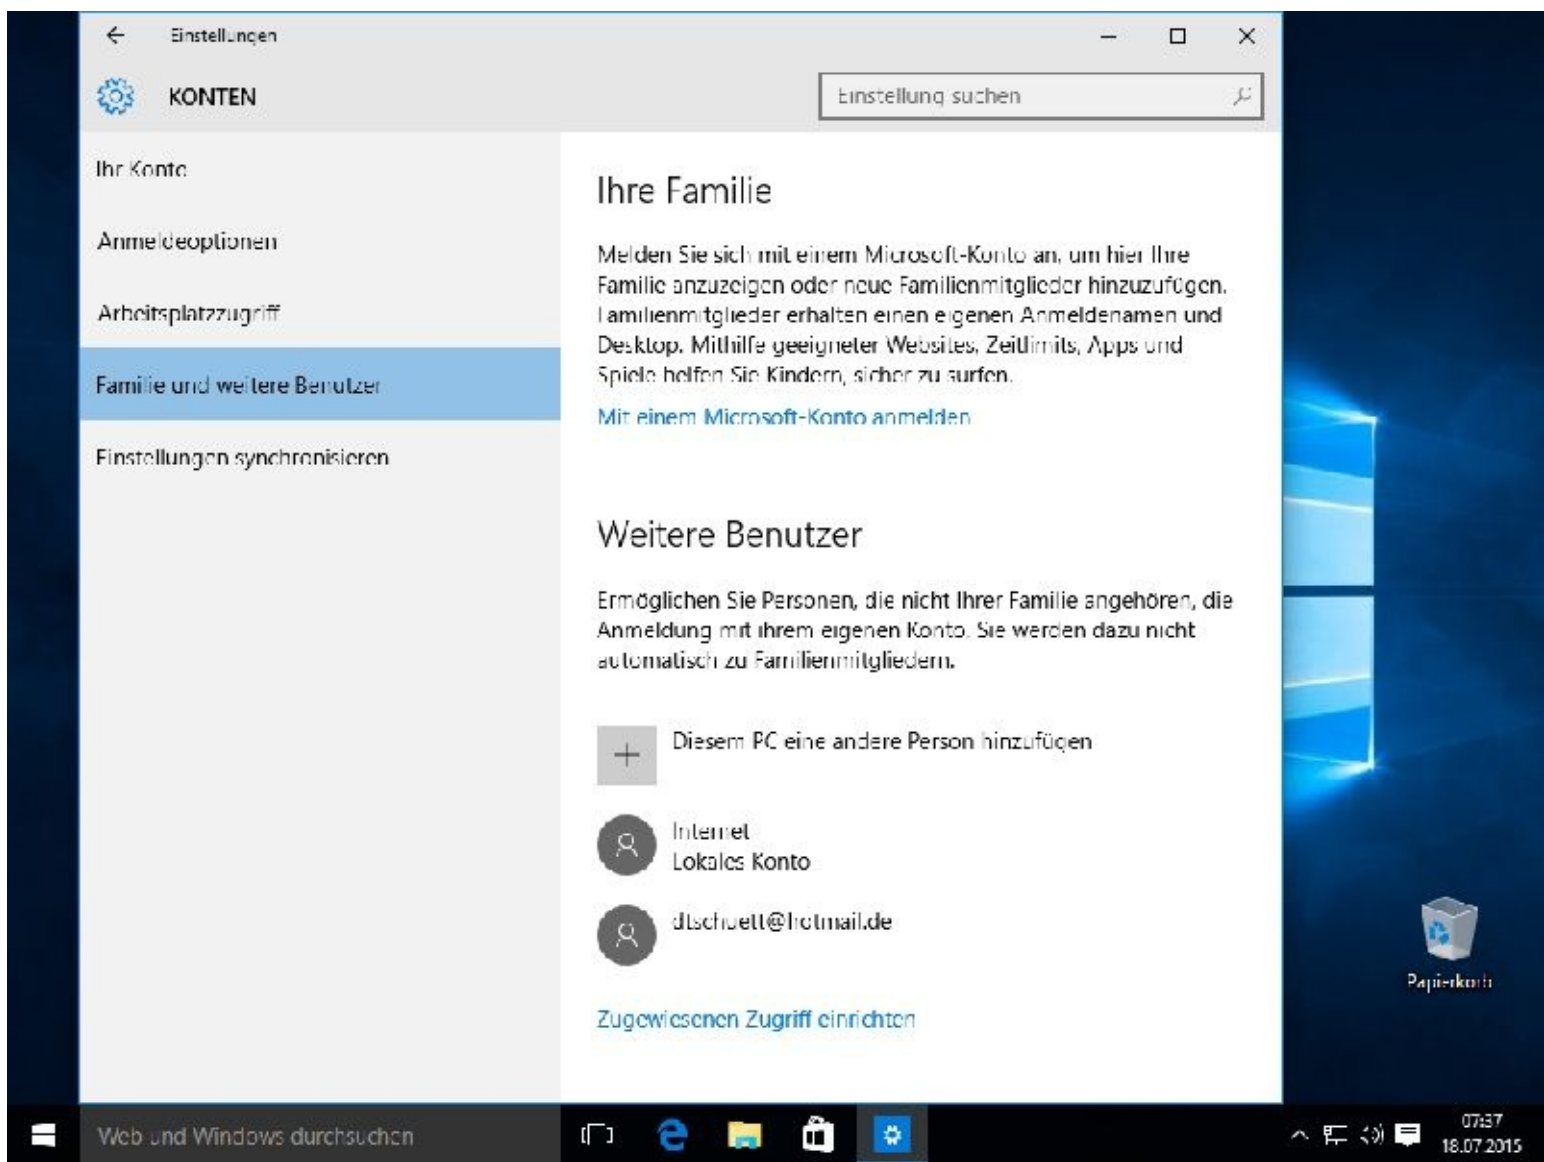 Einstellungen
KONTEN
Einstellung suchen
Ihr Konto
Anmeldeoptionen
Arbeitsplatzzugriff
Familie und weitere Benutzer
Einstellungen synchronisieren
Ihre Familie
Melden Sie sich mit einem Microsoft-Konto an, um hier Ihre
Familie anzuzeigen oder neue Familienmitglieder hinzuzufügen.
Familienmitglieder erhalten einen eigenen Anmeldenamen und
Desktop. Mithilfe geeigneter Websites, Zeitlimits, Apps und
Spiele helfen Sie Kindern, sicher zu surfen.
Mit einem Microsoft-Konto anmelden
Weitere Benutzer
Ermöglichen Sie Personen, die nicht Ihrer Familie angehören, die
Anmeldung mit ihrem eigenen Konto. Sie werden dazu nicht
automatisch zu Familienmitgliedern.
Diesem PC eine andere Person hinzufügen
Internet
Lokales Konto
dtschuett@hotmail.de
Zugewiesenen Zugriff einrichten
Papierkorb
Web und Windows durchsuchen
07:37
18.07.2015